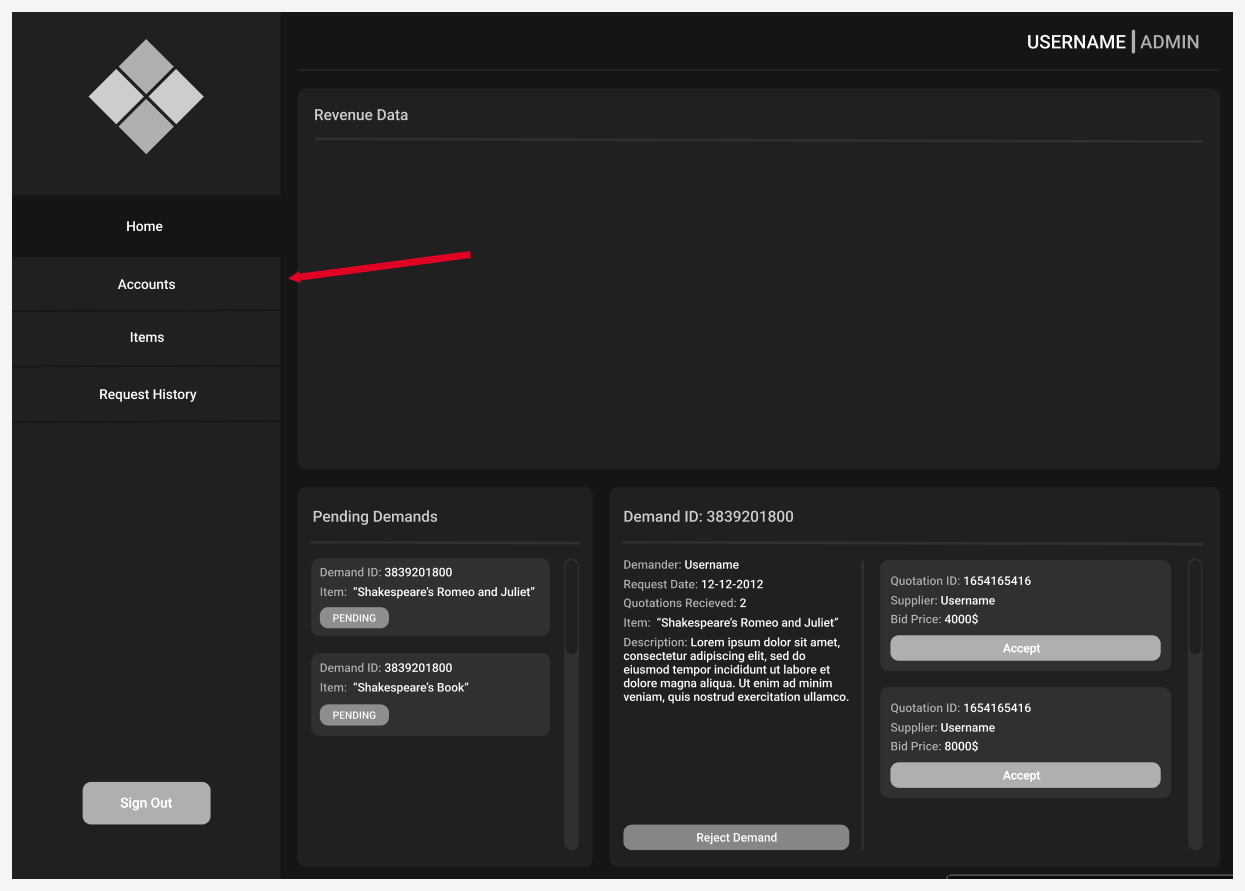 USERNAME | ADMIN
Revenue Data
Home
Accounts
Items
Request History
Sign Out
Pending Demands
Demand ID: 3839201800
Item: “Shakespeare’s Romeo and Juliet”
PENDING
Demand ID: 3839201800
Item: “Shakespeare’s Book”
PENDING
Demand ID: 3839201800
Demander: Username
Request Date: 12-12-2012
Quotations Recieved: 2
Item: “Shakespeare’s Romeo and Juliet”
Description: Lorem ipsum dolor sit amet,
consectetur adipiscing elit, sed do
eiusmod tempor incididunt ut labore et
dolore magna aliqua. Ut enim ad minim
veniam, quis nostrud exercitation ullamco.
Reject Demand
Quotation ID: 1654165416
Supplier: Username
Bid Price: 4000$
Accept
Quotation ID: 1654165416
Supplier: Username
Bid Price: 8000$
Accept